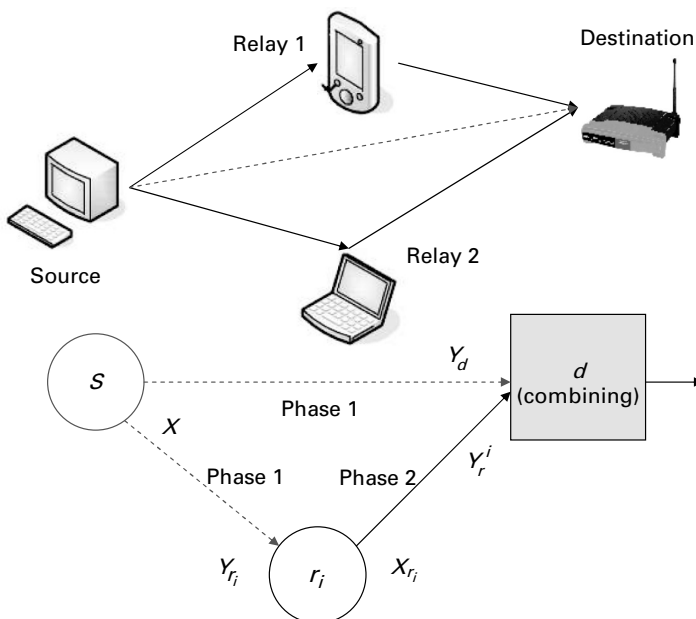 Relay 1
Destination
Relay 2
Source
S
Y_d
d
(combining)
Phase 1
X
Y_r^i
Phase 1
Phase 2
Y_{r_i}
r_i
X_{r_i}